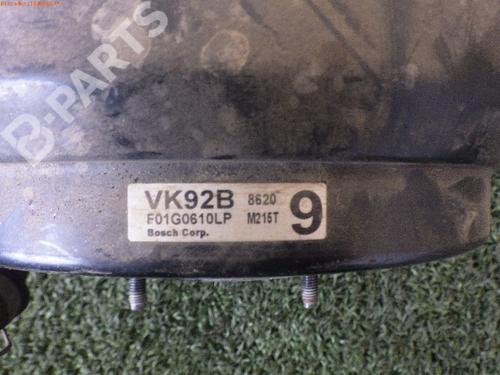 B-PARTS
VK92B 8620 9
F01G0610LP M215T
Bosch Corp.